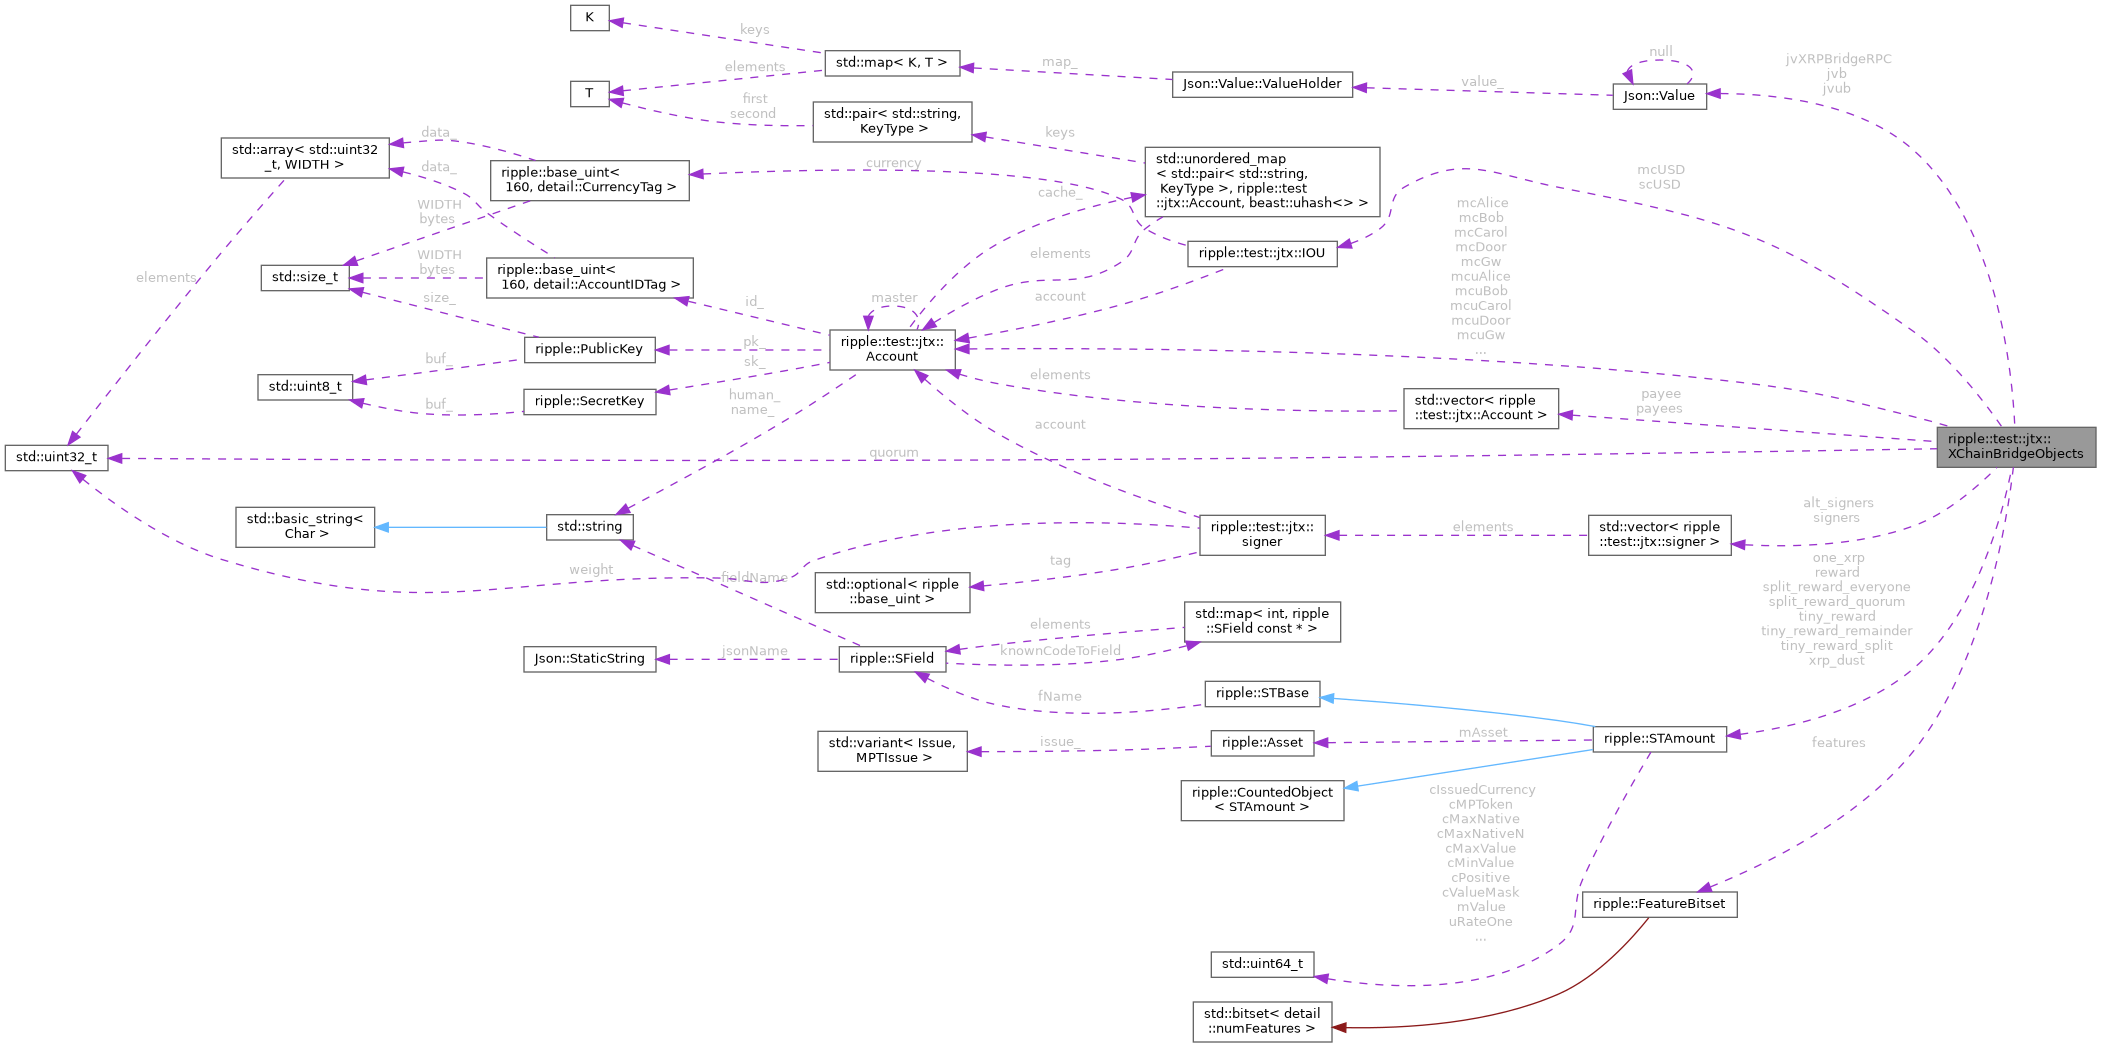 K
keys
std::map< K, T >
elements
T
first
second
std::pair< std::string,
KeyType >
map_
Json::Value::ValueHolder
value_
null
Json::Value
jvXRPBridgeRPC
jvb
jvub
std::array< std::uint32
_t, WIDTH >
data_
data_
ripple::base_uint<
160, detail::CurrencyTag >
currency
keys
std::unordered_map
< std::pair< std::string,
KeyType >, ripple::test
::jtx::Account, beast::uhash<> >
cache_
mcUSD
scUSD
WIDTH
bytes
elements
ripple::test::jtx::IOU
mcAlice
mcBob
mcCarol
mcDoor
mcGw
mcuAlice
mcuBob
mcuCarol
mcuDoor
mcuGw
...
elements
std::size_t
WIDTH
bytes
ripple::base_uint<
160, detail::AccountIDTag >
id_
master
account
size_
ripple::PublicKey
pk_
ripple::test::jtx::
Account
buf_
sk_
std::uint8_t
ripple::SecretKey
buf_
human_
name_
elements
std::vector< ripple
::test::jtx::Account >
payee
payees
account
std::uint32_t
quorum
ripple::test::jtx::
XChainBridgeObjects
std::basic_string<
Char >
std::string
ripple::test::jtx::
signer
elements
std::vector< ripple
::test::jtx::signer >
alt_signers
signers
weight
fieldName
tag
std::optional< ripple
::base_uint >
one_xrp
reward
split_reward_everyone
split_reward_quorum
tiny_reward
tiny_reward_remainder
tiny_reward_split
xrp_dust
elements
std::map< int, ripple
::SField const * >
Json::StaticString
jsonName
ripple::SField
knownCodeToField
fName
ripple::STBase
std::variant< Issue,
MPTIssue >
issue_
ripple::Asset
mAsset
ripple::STAmount
features
ripple::CountedObject
< STAmount >
cIssuedCurrency
cMPToken
cMaxNative
cMaxNativeN
cMaxValue
cMinValue
cPositive
cValueMask
mValue
uRateOne
...
ripple::FeatureBitset
std::uint64_t
std::bitset< detail
::numFeatures >